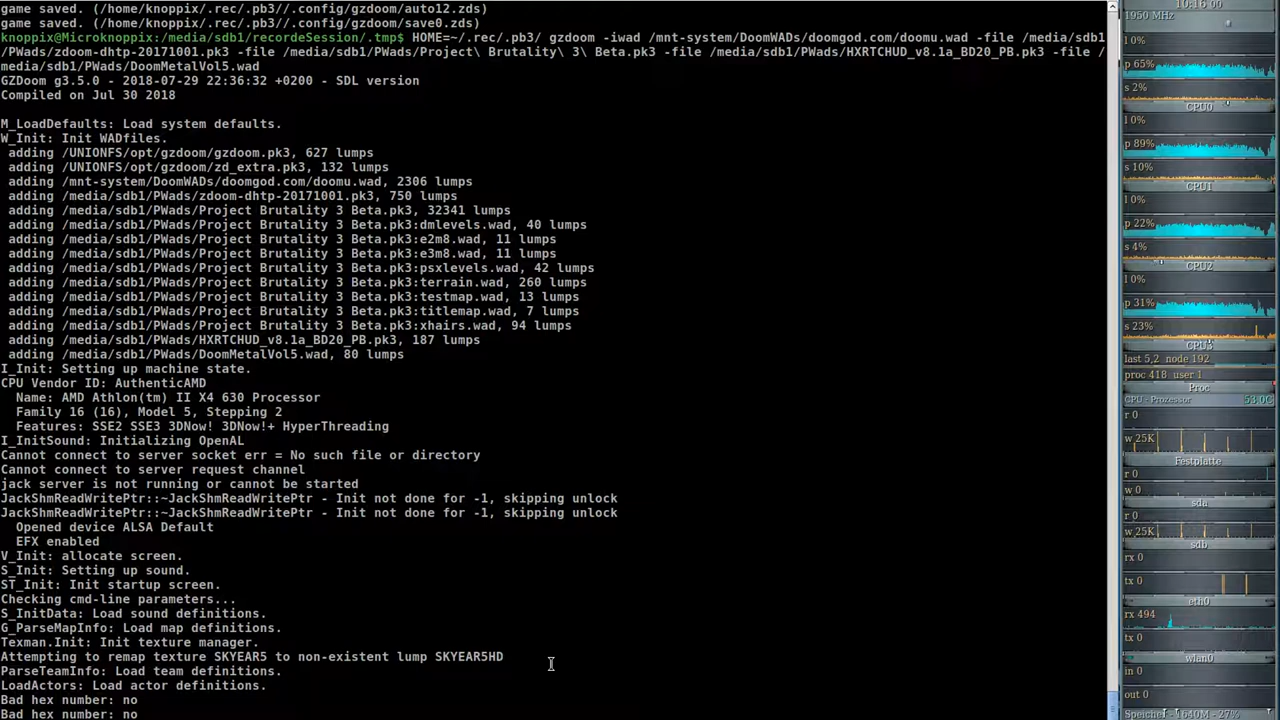 game saved. (/home/knoppix/.rec/.pb3//.config/gzdoom/auto12.zds)
game saved. (/home/knoppix/.rec/.pb3//.config/gzdoom/save0.zds)
knoppix@Microknoppix:/media/sdb1/recordeSession/.tmp$ HOME=~/.rec/.pb3/ gzdoom -iwad /mnt-system/DoomWADs/doomgod.com/doomu.wad -file /media/sdb1
/PWads/zdoom-dhtp-20171001.pk3 -file /media/sdb1/PWads/Project\ Brutality\ 3\ Beta.pk3 -file /media/sdb1/PWads/HXRTCHUD_v8.1a_BD20_PB.pk3 -file /
media/sdb1/PWads/DoomMetalVol5.wad
GZDoom g3.5.0 - 2018-07-29 22:36:32 +0200 - SDL version
Compiled on Jul 30 2018
M_LoadDefaults: Load system defaults.
W_Init: Init WADfiles.
adding /UNIONFS/opt/gzdoom/gzdoom.pk3, 627 lumps
adding /UNIONFS/opt/gzdoom/zd_extra.pk3, 132 lumps
adding /mnt-system/DoomWADs/doomgod.com/doomu.wad, 2306 lumps
adding /media/sdb1/PWads/zdoom-dhtp-20171001.pk3, 750 lumps
adding /media/sdb1/PWads/Project Brutality 3 Beta.pk3, 32341 lumps
adding /media/sdb1/PWads/Project Brutality 3 Beta.pk3:dmlevels.wad, 40 lumps
adding /media/sdb1/PWads/Project Brutality 3 Beta.pk3:e2m8.wad, 11 lumps
adding /media/sdb1/PWads/Project Brutality 3 Beta.pk3:e3m8.wad, 11 lumps
adding /media/sdb1/PWads/Project Brutality 3 Beta.pk3:psxlevels.wad, 42 lumps
adding /media/sdb1/PWads/Project Brutality 3 Beta.pk3:terrain.wad, 260 lumps
adding /media/sdb1/PWads/Project Brutality 3 Beta.pk3:testmap.wad, 13 lumps
adding /media/sdb1/PWads/Project Brutality 3 Beta.pk3:titlemap.wad, 7 lumps
adding /media/sdb1/PWads/Project Brutality 3 Beta.pk3:xhairs.wad, 94 lumps
adding /media/sdb1/PWads/HXRTCHUD_v8.1a_BD20_PB.pk3, 187 lumps
adding /media/sdb1/PWads/DoomMetalVol5.wad, 80 lumps
I_Init: Setting up machine state.
CPU Vendor ID: AuthenticAMD
Name: AMD Athlon(tm) II X4 630 Processor
Family 16 (16), Model 5, Stepping 2
Features: SSE2 SSE3 3DNow! 3DNow!+ HyperThreading
I_InitSound: Initializing OpenAL
Cannot connect to server socket err = No such file or directory
Cannot connect to server request channel
jack server is not running or cannot be started
JackShmReadWritePtr::~JackShmReadWritePtr - Init not done for -1, skipping unlock
JackShmReadWritePtr::~JackShmReadWritePtr - Init not done for -1, skipping unlock
Opened device ALSA Default
EFX enabled
V_Init: allocate screen.
S_Init: Setting up sound.
ST_Init: Init startup screen.
Checking cmd-line parameters...
S_InitData: Load sound definitions.
G_ParseMapInfo: Load map definitions.
Texman.Init: Init texture manager.
Attempting to remap texture SKYEAR5 to non-existent lump SKYEAR5HD
ParseTeamInfo: Load team definitions.
LoadActors: Load actor definitions.
Bad hex number: no
Bad hex number: no
10:16 09
1950 MHz
l 0%
p 65%
s 2%
CPU0
l 0%
p 89%
s 10%
CPU1
l 0%
p 22%
s 4%
CPU2
l 0%
p 31%
s 23%
CPU3
last 5,2 node 192
proc 418 user 1
Proc
CPU - Prozessor 53.0C
r 0
w 25K
Festplatte
r 0
w 0
sda
r 0
w 25K
sdb
rx 0
tx 0
eth0
rx 494
tx 0
wlan0
in 0
out 0
Speicher - 1640M - 27%